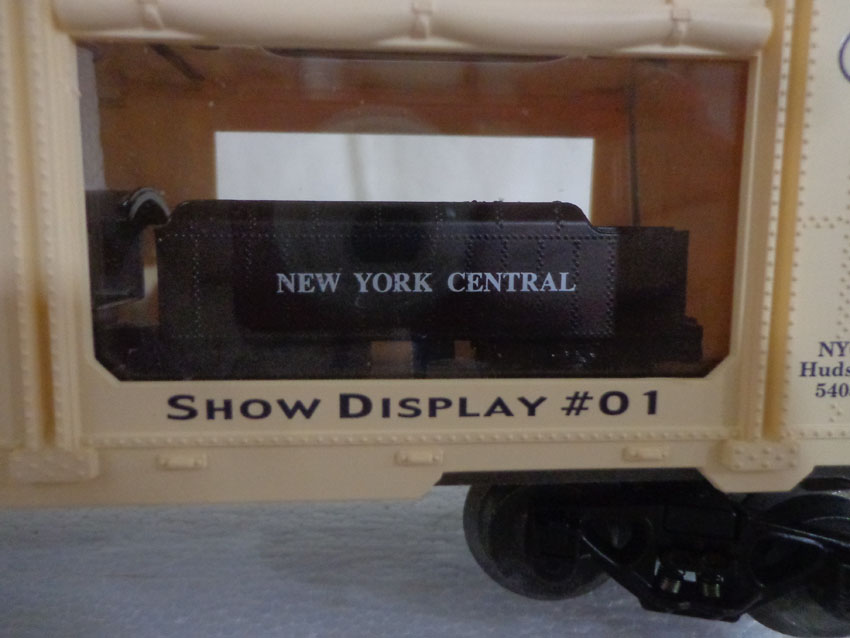 NEW YORK CENTRAL
SHOW DISPLAY #01
NY
Huds
540